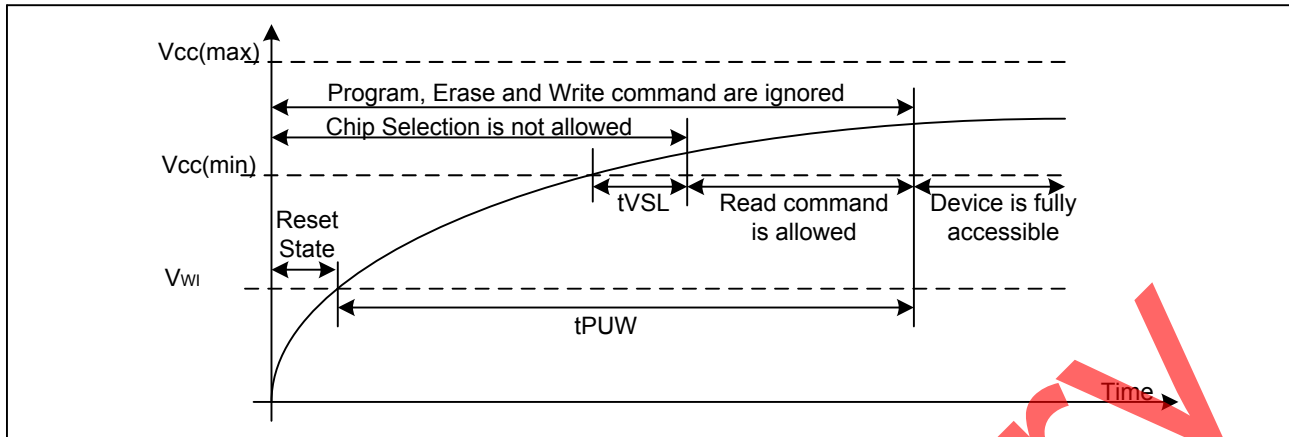 Vcc(max)
Program, Erase and Write command are ignored
Chip Selection is not allowed
Vcc(min)
tVSL
Read command
is allowed
Device is fully
accessible
Reset
State
VWI
tPUW
Time